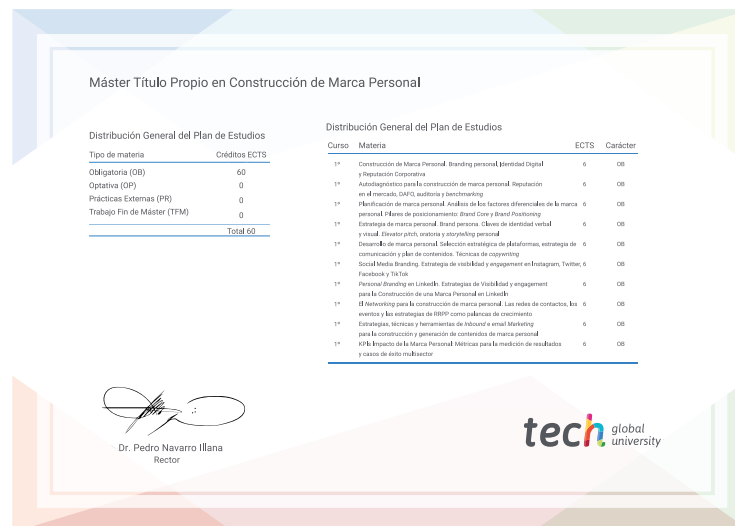 Máster Título Propio en Construcción de Marca Personal
Distribución General del Plan de Estudios
Tipo de materia Créditos ECTS
Obligatoria (OB) 60
Optativa (OP) 0
Prácticas Externas (PR) 0
Trabajo Fin de Máster (TFM) 0
Total 60
Distribución General del Plan de Estudios
Curso Materia ECTS Carácter
1º Construcción de Marca Personal. Branding personal, Identidad Digital 6 OB
y Reputación Corporativa
1º Autodiagnóstico para la construcción de marca personal. Reputación 6 OB
en el mercado, DAFO, auditoría y benchmarking
1º Planificación de marca personal. Análisis de los factores diferenciales de la marca 6 OB
personal. Pilares de posicionamiento: Brand Core y Brand Positioning
1º Estrategia de marca personal. Brand persona. Claves de identidad verbal 6 OB
y visual. Elevator pitch, oratoria y storytelling personal
1º Desarrollo de marca personal. Selección estratégica de plataformas, estrategia de 6 OB
comunicación y plan de contenidos. Técnicas de copywriting
1º Social Media Branding. Estrategia de visibilidad y engagement en Instagram, Twitter, 6 OB
Facebook y TikTok
1º Personal Branding en LinkedIn. Estrategias de Visibilidad y engagement 6 OB
para la Construcción de una Marca Personal en LinkedIn
1º El Networking para la construcción de marca personal. Las redes de contactos, los 6 OB
eventos y las estrategias de RRPP como palancas de crecimiento
1º Estrategias, técnicas y herramientas de Inbound e email Marketing 6 OB
para la construcción y generación de contenidos de marca personal
1º KPIs Impacto de la Marca Personal: Métricas para la medición de resultados 6 OB
y casos de éxito multisector
Dr. Pedro Navarro Illana
Rector
tech global
university